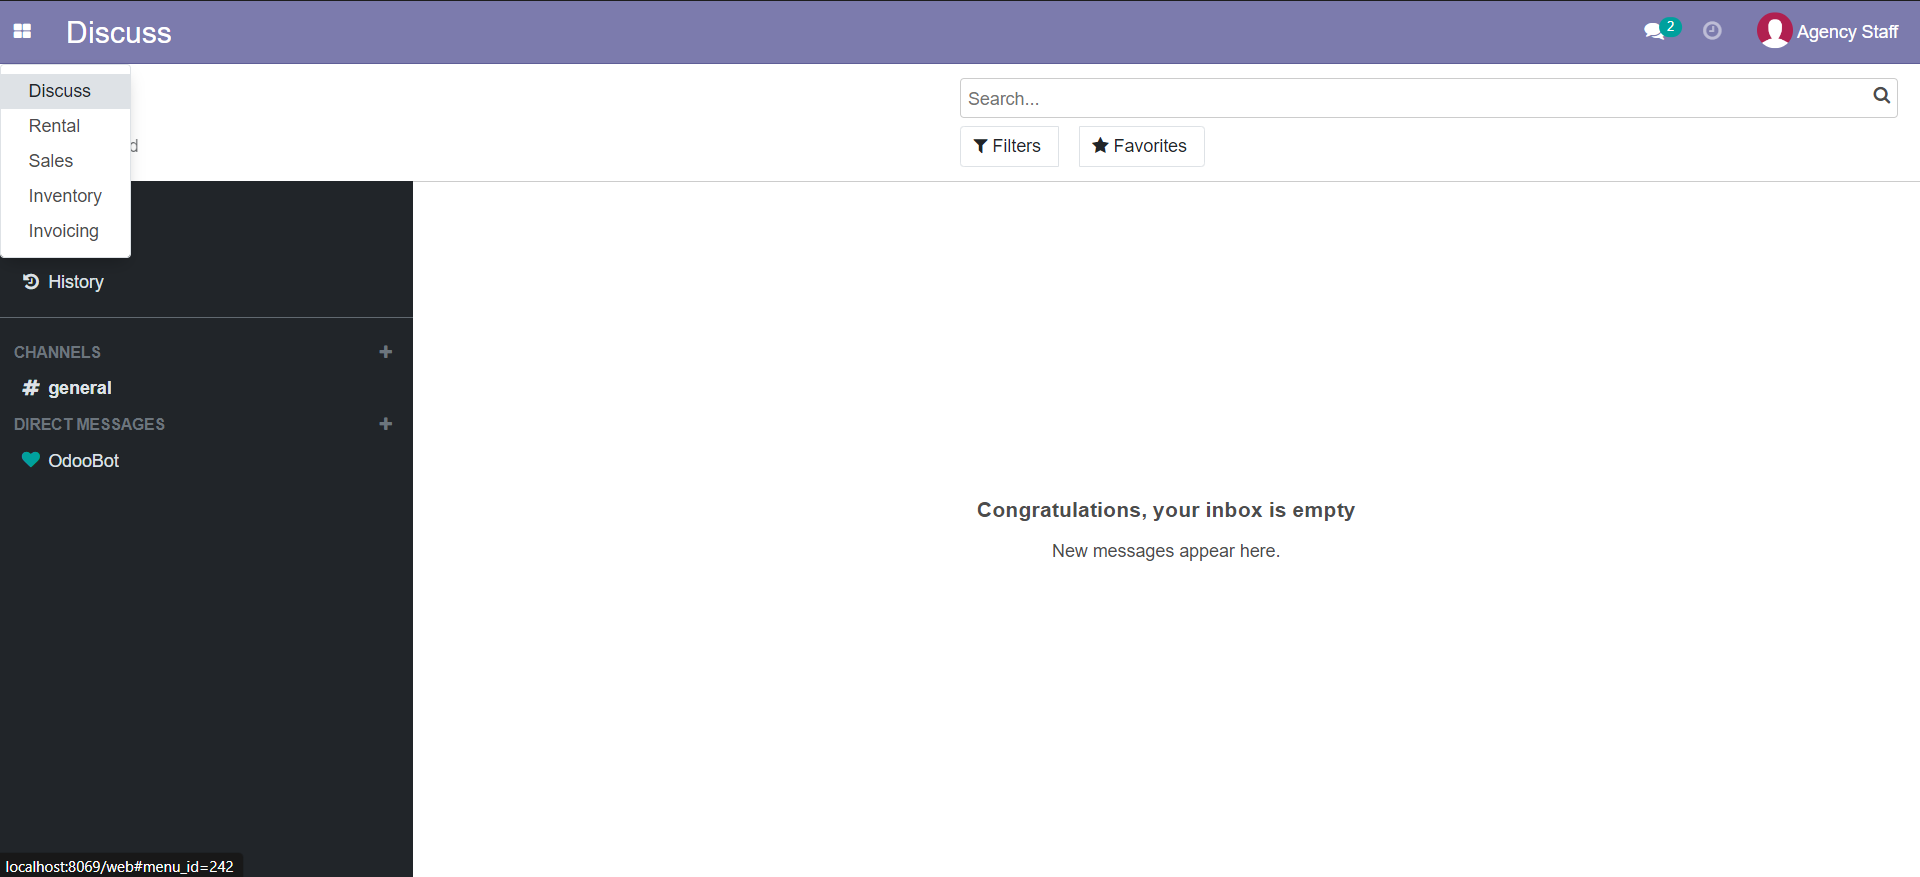 Discuss
2
Agency Staff
Discuss
Rental
Sales
Inventory
Invoicing
d
Search...
Filters
Favorites
History
CHANNELS
# general
DIRECT MESSAGES
OdooBot
Congratulations, your inbox is empty
New messages appear here.
localhost:8069/web#menu_id=242